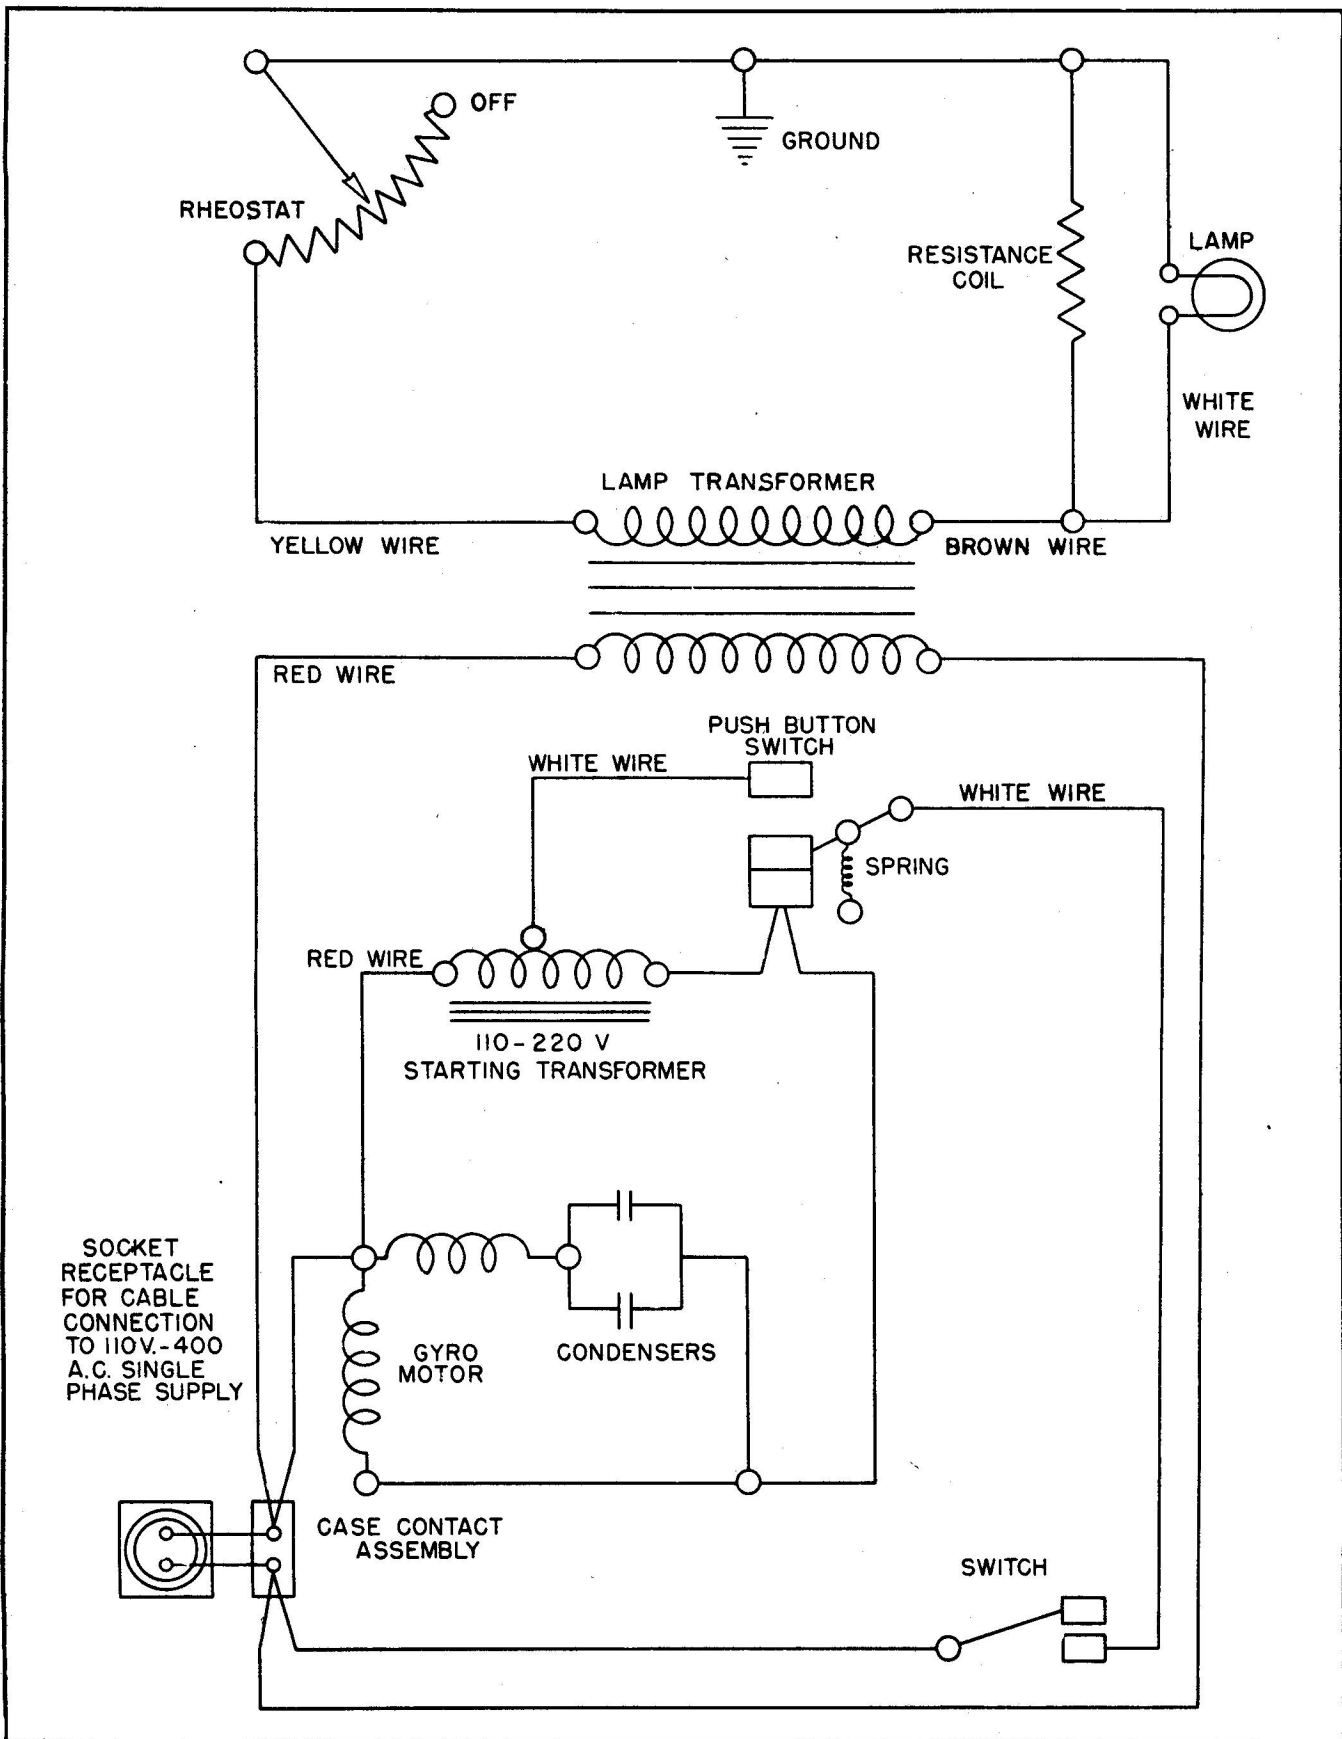 OFF
GROUND
RHEOSTAT
LAMP
RESISTANCE
COIL
WHITE
WIRE
LAMP TRANSFORMER
YELLOW WIRE
BROWN WIRE
RED WIRE
PUSH BUTTON
SWITCH
WHITE WIRE
WHITE WIRE
SPRING
RED WIRE
110-220 V
STARTING TRANSFORMER
SOCKET
RECEPTACLE
FOR CABLE
CONNECTION
TO 110V.-400
A.C. SINGLE
PHASE SUPPLY
GYRO
MOTOR
CONDENSERS
CASE CONTACT
ASSEMBLY
SWITCH